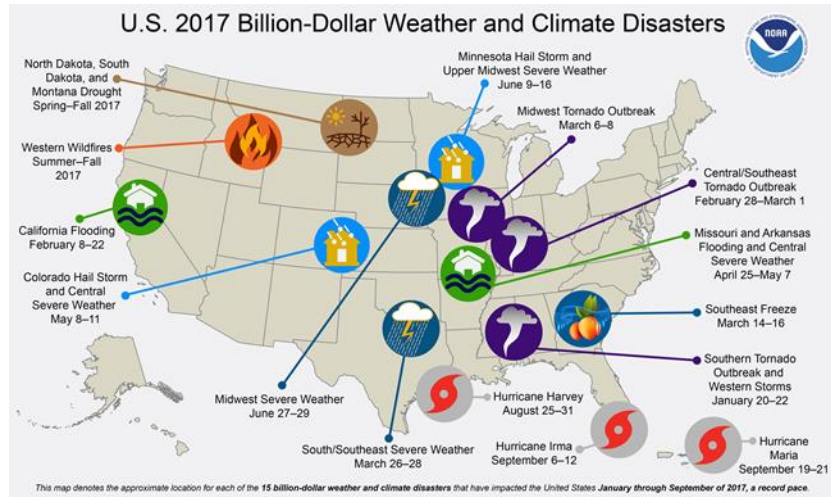 U.S. 2017 Billion-Dollar Weather and Climate Disasters
NOAA
North Dakota, South
Dakota, and
Montana Drought
Spring–Fall 2017
Minnesota Hail Storm and
Upper Midwest Severe Weather
June 9–16
Midwest Tornado Outbreak
March 6–8
Western Wildfires
Summer–Fall
2017
Central/Southeast
Tornado Outbreak
February 28–March 1
California Flooding
February 8–22
Missouri and Arkansas
Flooding and Central
Severe Weather
April 25–May 7
Colorado Hail Storm
and Central
Severe Weather
May 8–11
Southeast Freeze
March 14–16
Southern Tornado
Outbreak and
Western Storms
January 20–22
Midwest Severe Weather
June 27–29
Hurricane Harvey
August 25–31
South/Southeast Severe Weather
March 26–28
Hurricane Irma
September 6–12
Hurricane
Maria
September 19–21
This map denotes the approximate location for each of the 15 billion-dollar weather and climate disasters that have impacted the United States January through September of 2017, a record pace.